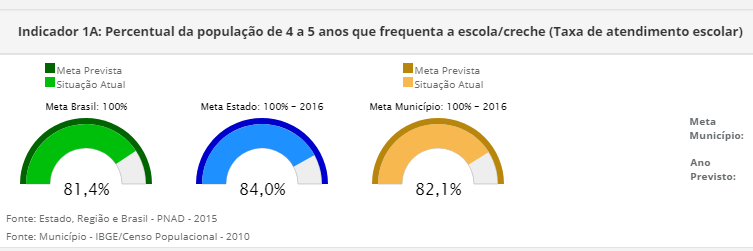 Indicador 1A: Percentual da população de 4 a 5 anos que frequenta a escola/creche (Taxa de atendimento escolar)
Meta Prevista
Situação Atual
Meta Prevista
Situação Atual
Meta Brasil: 100%
Meta Estado: 100% - 2016
Meta Município: 100% - 2016
Meta
Município:
Ano
Previsto:
81,4%
84,0%
82,1%
Fonte: Estado, Região e Brasil - PNAD - 2015
Fonte: Município - IBGE/Censo Populacional - 2010